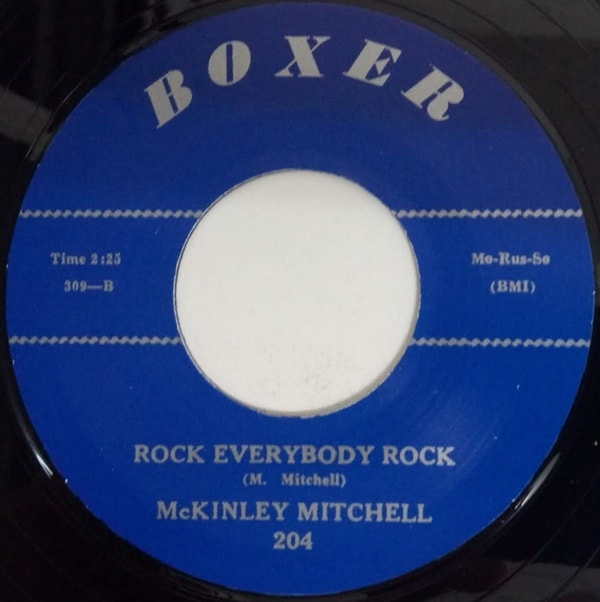 BOXER
Time 2:25
309—B
Mo-Rus-So
(BMI)
ROCK EVERYBODY ROCK
(M. Mitchell)
McKINLEY MITCHELL
204